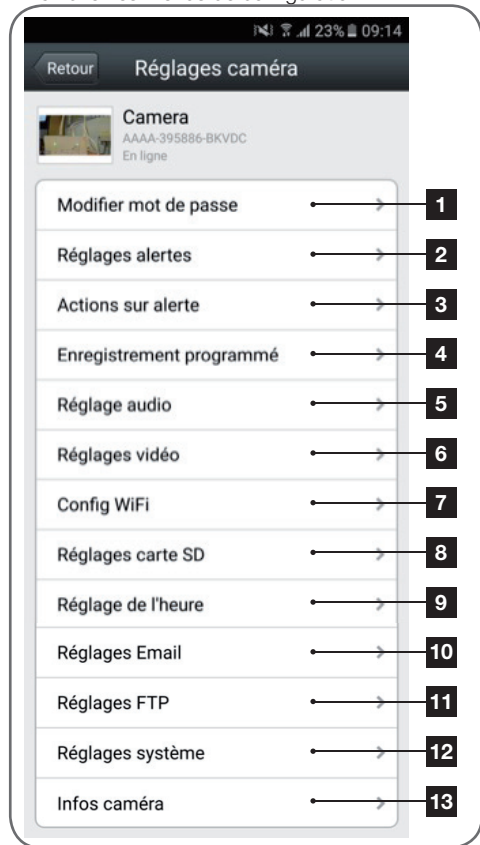 23% 09:14
Retour Réglages caméra
Camera
AAAA-395886-BKVDC
En ligne
Modifier mot de passe 1
Réglages alertes 2
Actions sur alerte 3
Enregistrement programmé 4
Réglage audio 5
Réglages vidéo 6
Config WiFi 7
Réglages carte SD 8
Réglage de l'heure 9
Réglages Email 10
Réglages FTP 11
Réglages système 12
Infos caméra 13